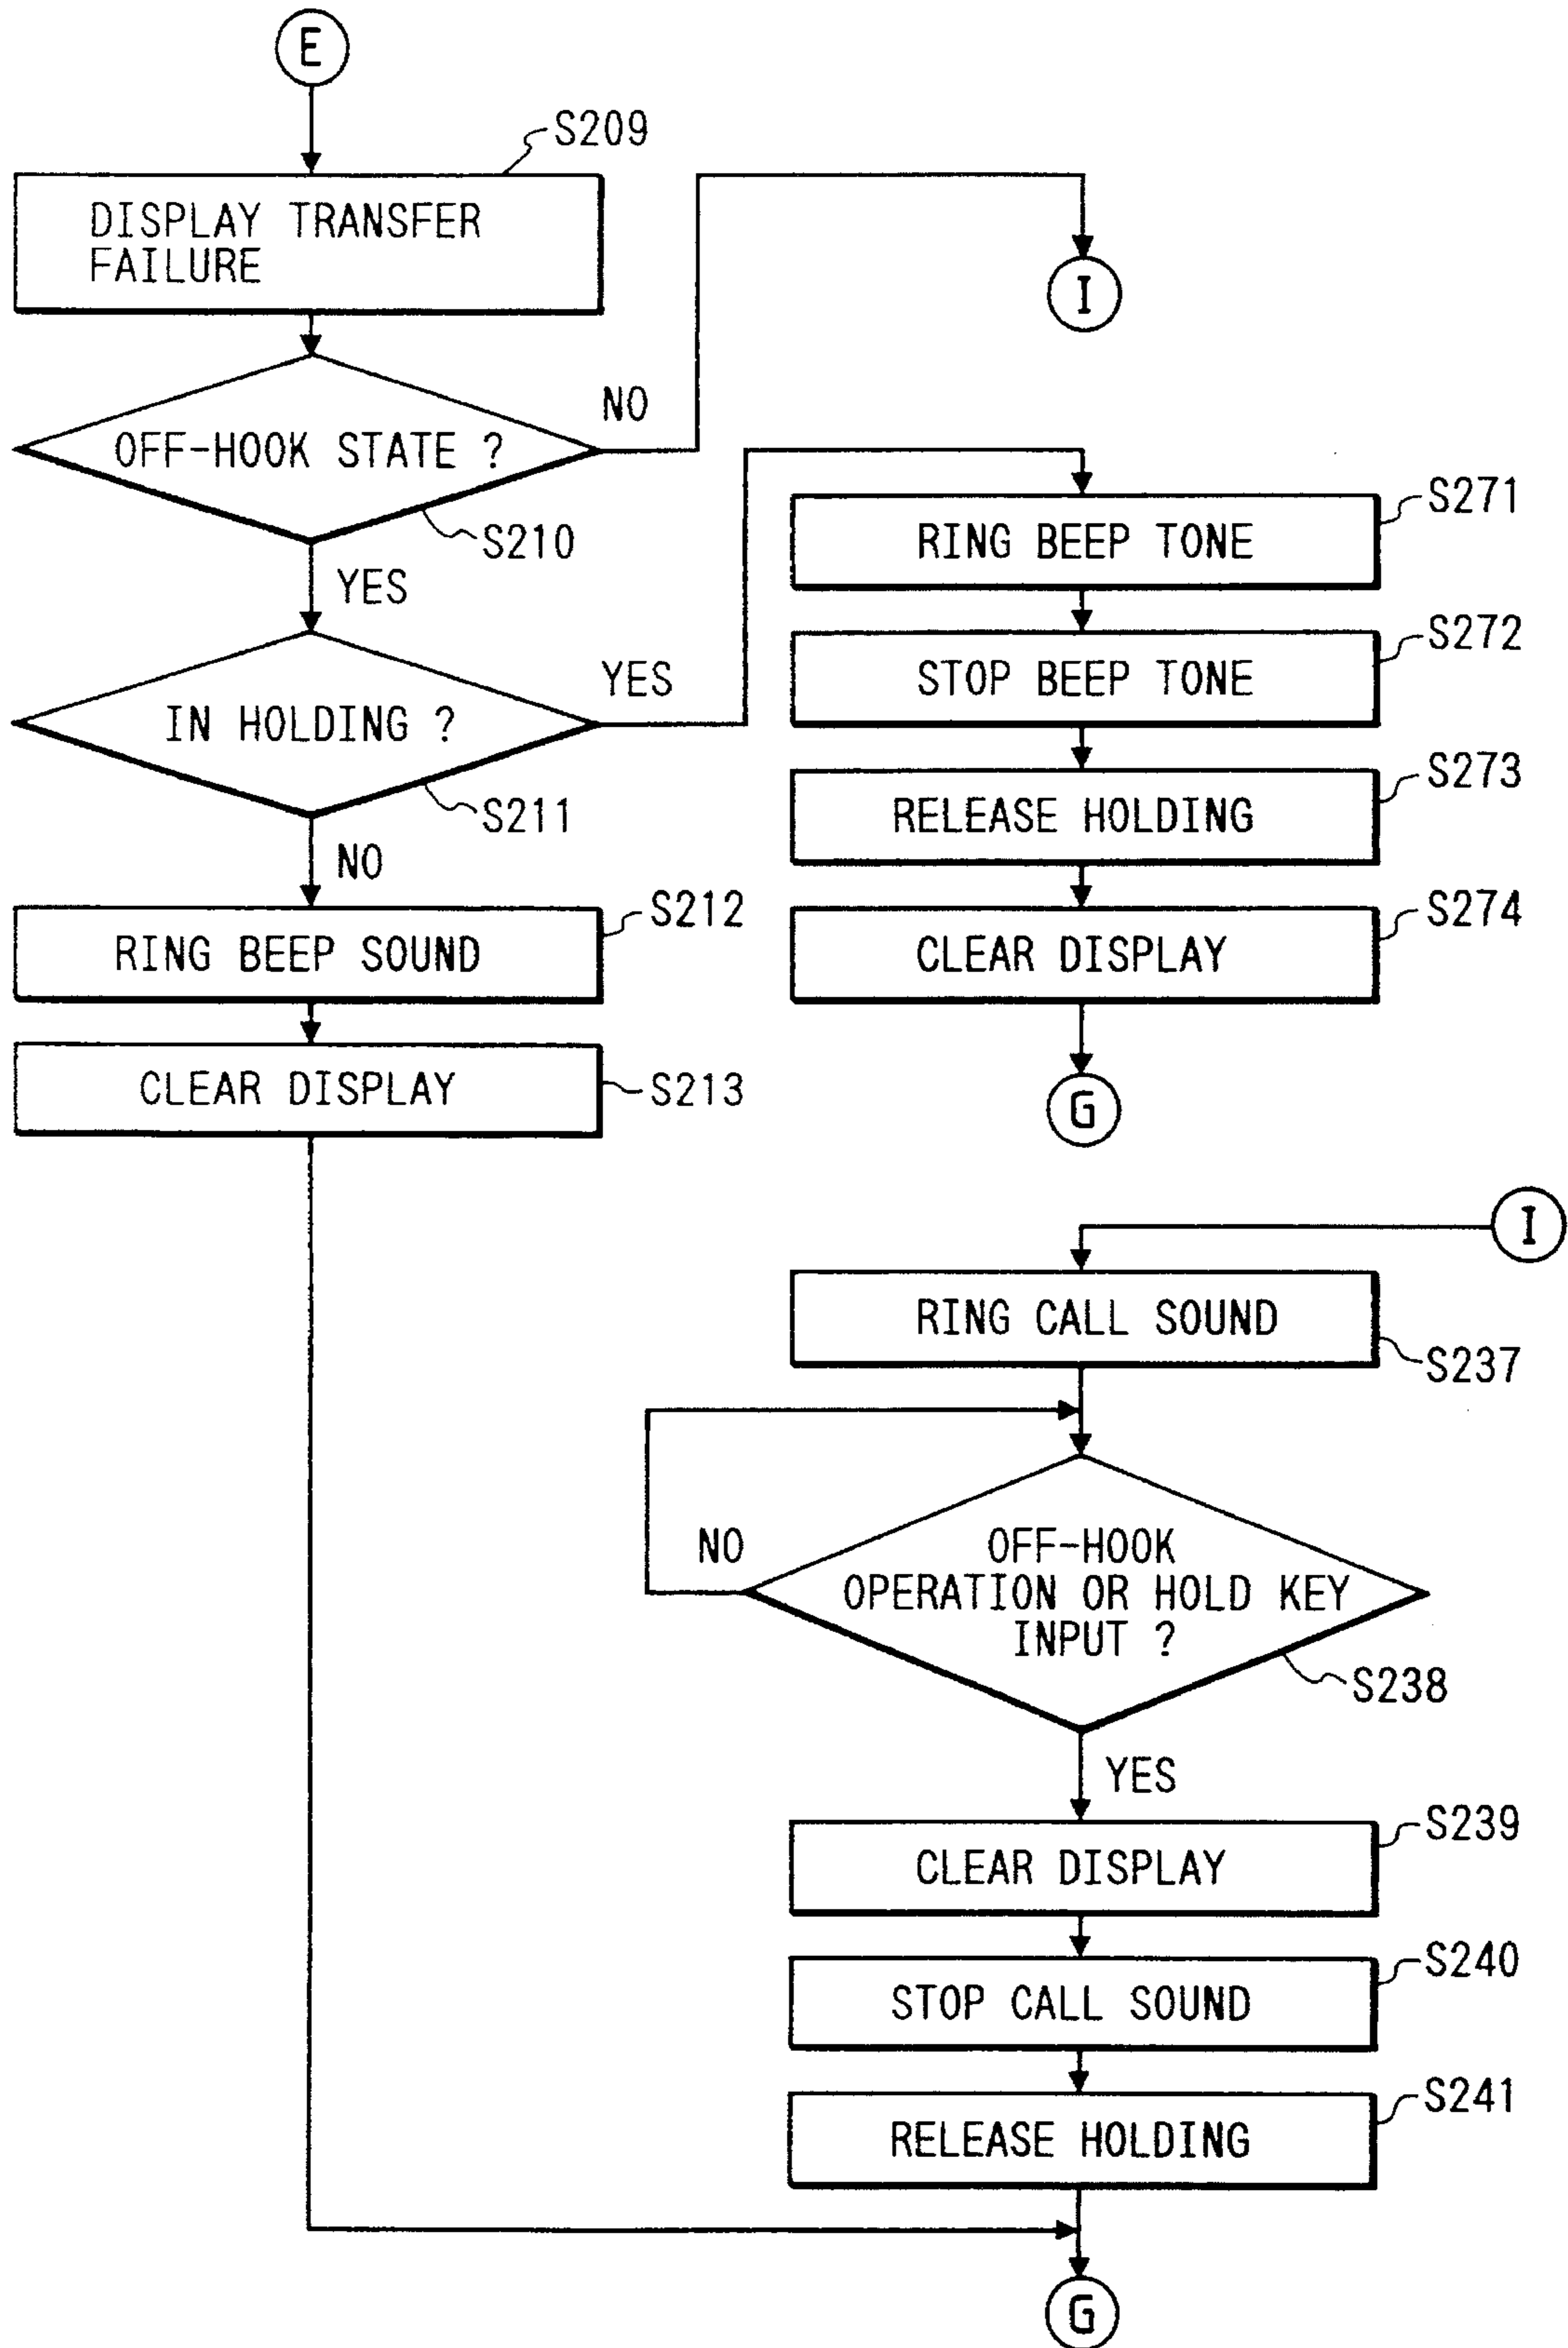 E
S209
DISPLAY TRANSFER
FAILURE
I
NO
OFF-HOOK STATE ?
S210
YES
IN HOLDING ?
YES
S211
NO
S271
RING BEEP TONE
S272
STOP BEEP TONE
S273
RELEASE HOLDING
S274
CLEAR DISPLAY
G
S212
RING BEEP SOUND
CLEAR DISPLAY
S213
I
RING CALL SOUND
S237
NO
OFF-HOOK
OPERATION OR HOLD KEY
INPUT ?
S238
YES
S239
CLEAR DISPLAY
S240
STOP CALL SOUND
S241
RELEASE HOLDING
G